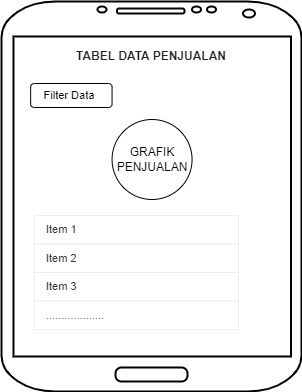 TABEL DATA PENJUALAN
Filter Data
GRAFIK
PENJUALAN
Item 1
Item 2
Item 3
...................